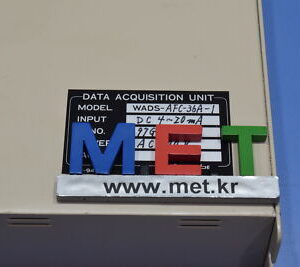 DATA ACQUISITION UNIT
MODEL WADS-AFC-36A-1
INPUT DC 4~20mA
NO.
MET
www.met.kr